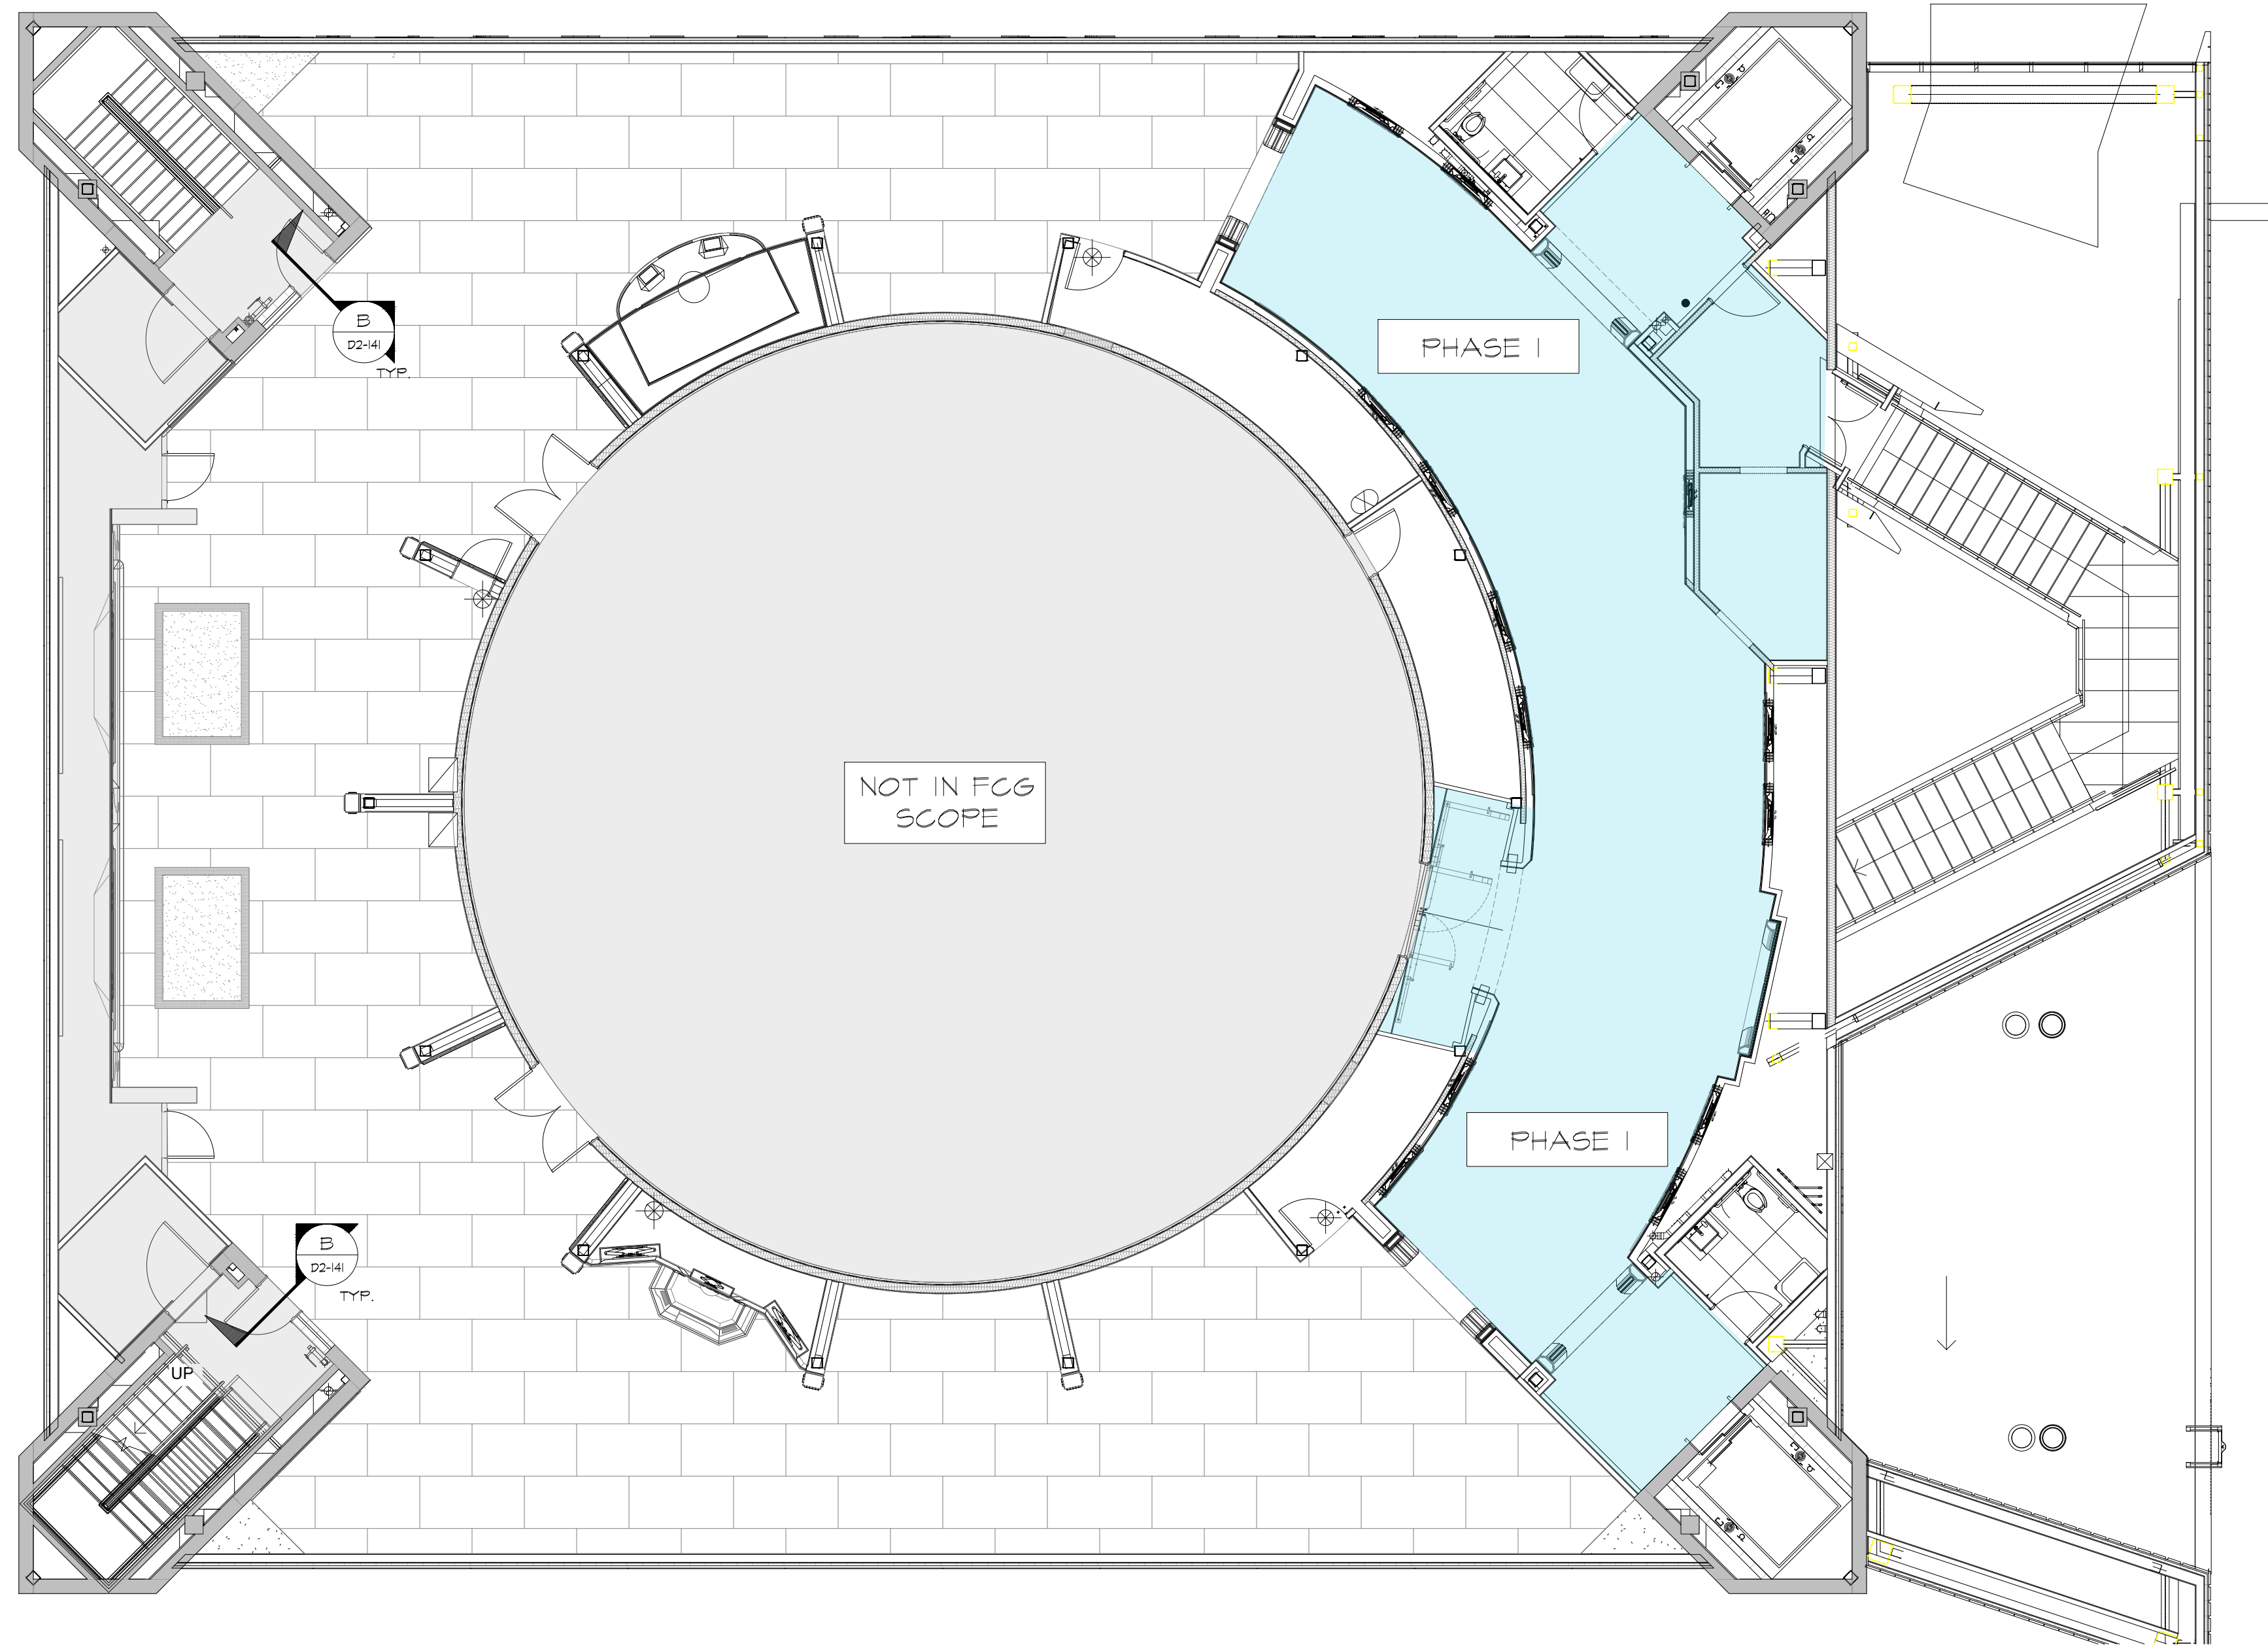 B
D2-141
TYP.
PHASE 1
NOT IN FCG
SCOPE
PHASE 1
B
D2-141
TYP.
UP